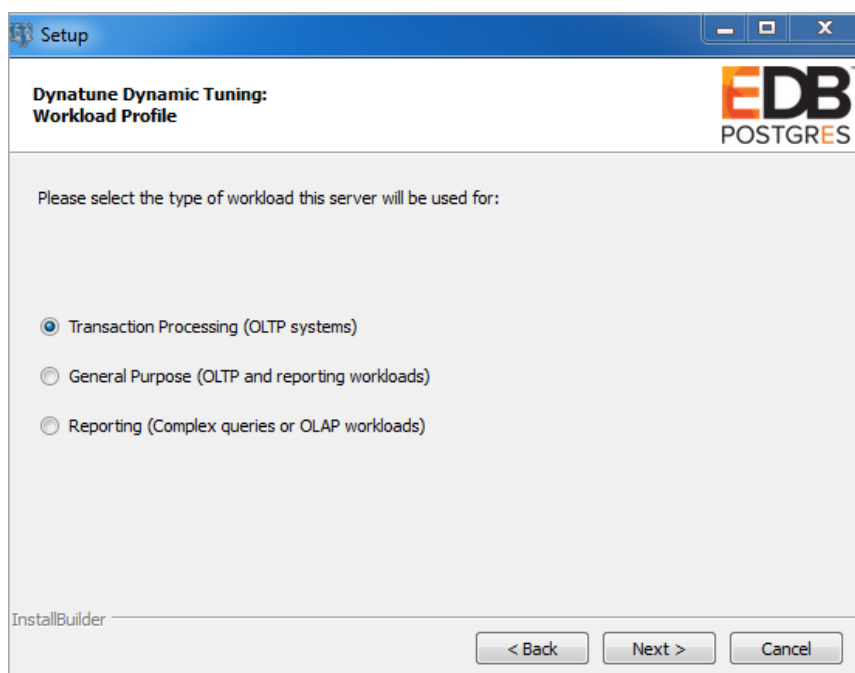 Setup
Dynatune Dynamic Tuning:
Workload Profile
EDB
POSTGRES
Please select the type of workload this server will be used for:
Transaction Processing (OLTP systems)
General Purpose (OLTP and reporting workloads)
Reporting (Complex queries or OLAP workloads)
InstallBuilder
< Back Next > Cancel